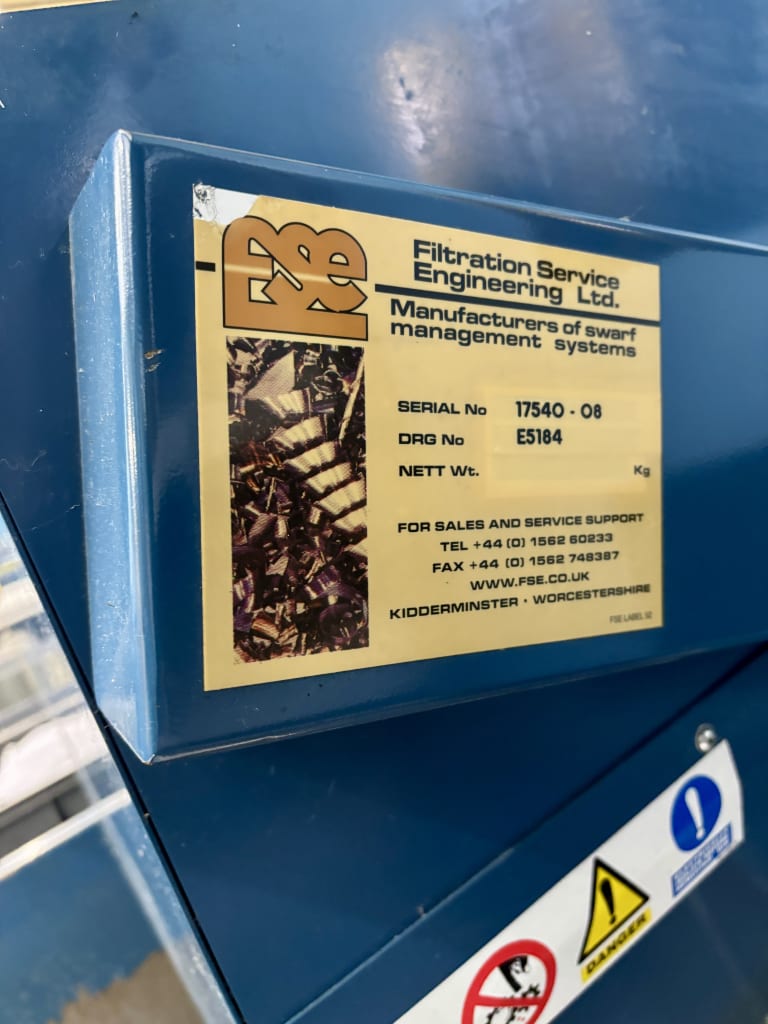 fse
Filtration Service
Engineering Ltd.
Manufacturers of swarf
management systems
SERIAL No 17540 - 08
DRG No E5184
NETT Wt. Kg
FOR SALES AND SERVICE SUPPORT
TEL +44 (0) 1562 60233
FAX +44 (0) 1562 748387
WWW.FSE.CO.UK
KIDDERMINSTER · WORCESTERSHIRE
FSE LABEL 52
DANGER